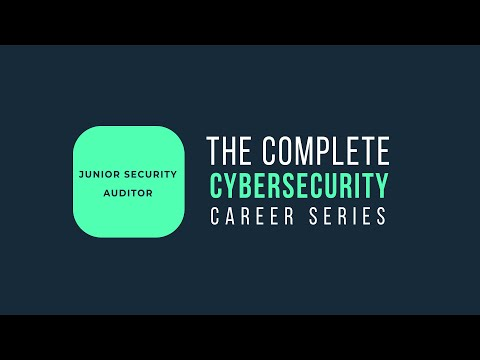 JUNIOR SECURITY
AUDITOR
THE COMPLETE
CYBERSECURITY
CAREER SERIES